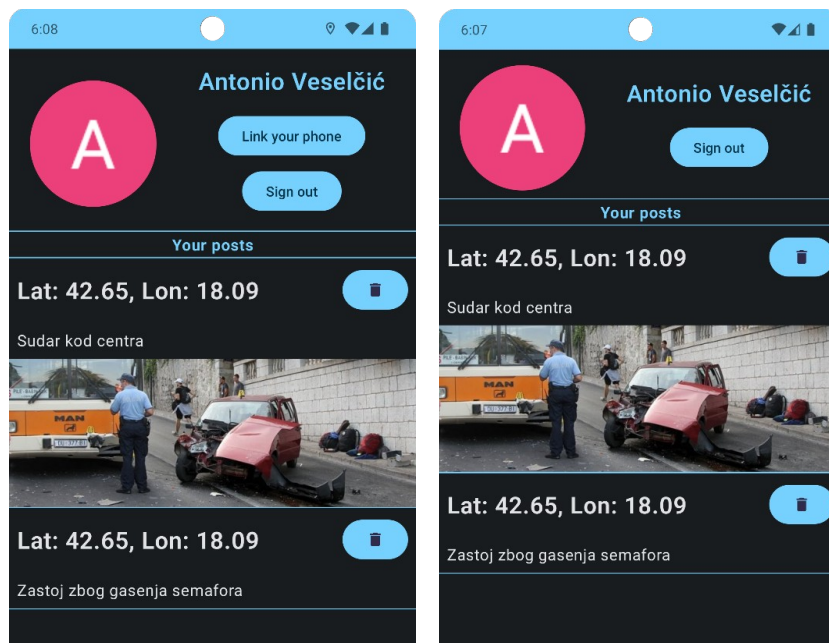 6:08
A
Antonio Veselčić
Link your phone
Sign out
Your posts
Lat: 42.65, Lon: 18.09
Sudar kod centra
MAN
Lat: 42.65, Lon: 18.09
Zastoj zbog gasenja semafora
6:07
A
Antonio Veselčić
Sign out
Your posts
Lat: 42.65, Lon: 18.09
Sudar kod centra
MAN
Lat: 42.65, Lon: 18.09
Zastoj zbog gasenja semafora